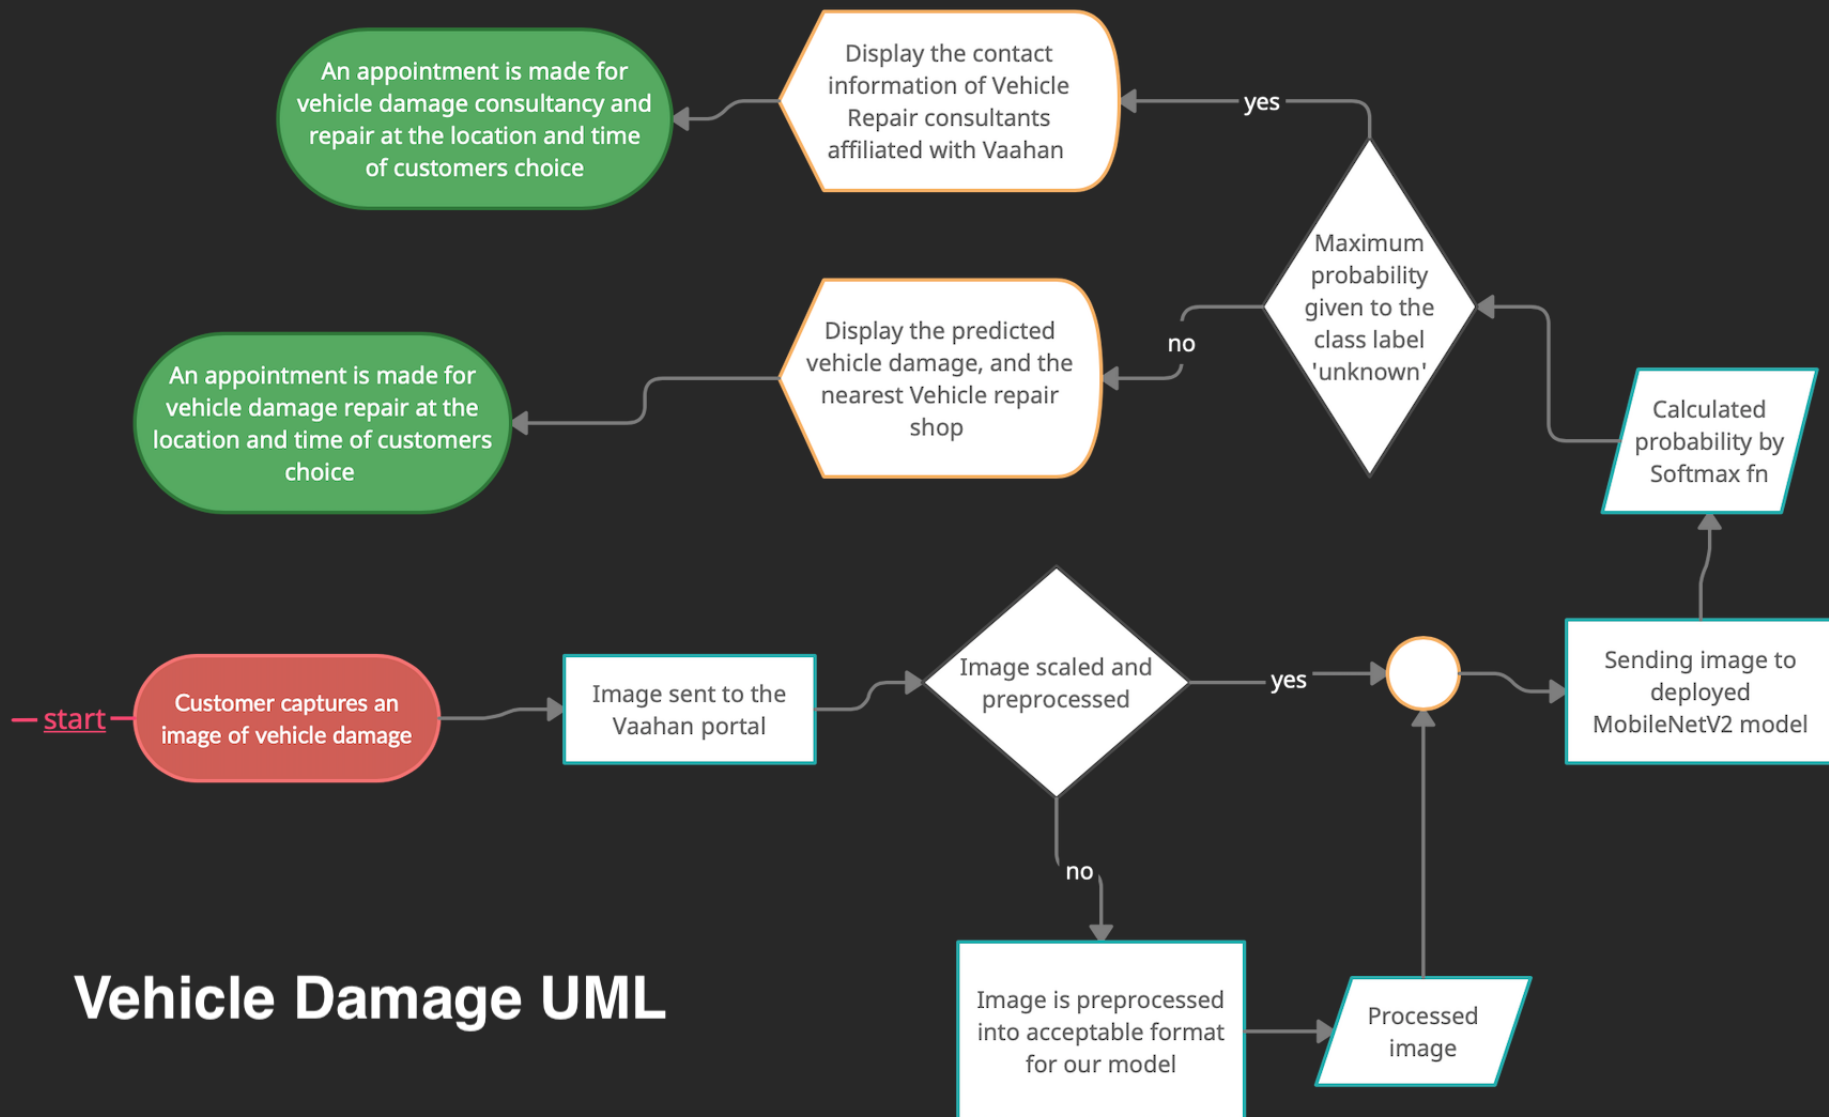 An appointment is made for
vehicle damage consultancy and
repair at the location and time
of customers choice
Display the contact
information of Vehicle
Repair consultants
affiliated with Vaahan
yes
Maximum
probability
given to the
class label
'unknown'
no
Display the predicted
vehicle damage, and the
nearest Vehicle repair
shop
An appointment is made for
vehicle damage repair at the
location and time of customers
choice
Calculated
probability by
Softmax fn
start
Customer captures an
image of vehicle damage
Image sent to the
Vaahan portal
Image scaled and
preprocessed
yes
Sending image to
deployed
MobileNetV2 model
no
Image is preprocessed
into acceptable format
for our model
Processed
image
Vehicle Damage UML